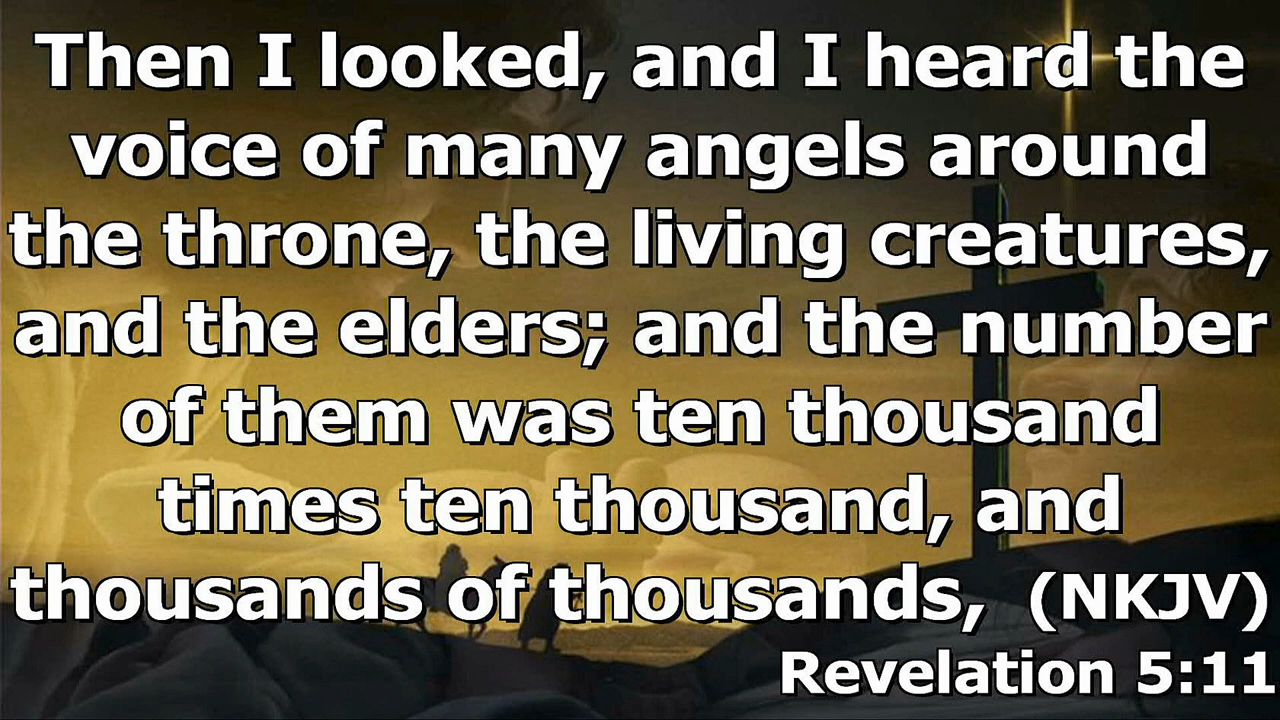 Then I looked, and I heard the
voice of many angels around
the throne, the living creatures,
and the elders; and the number
of them was ten thousand
times ten thousand, and
thousands of thousands, (NKJV)
Revelation 5:11